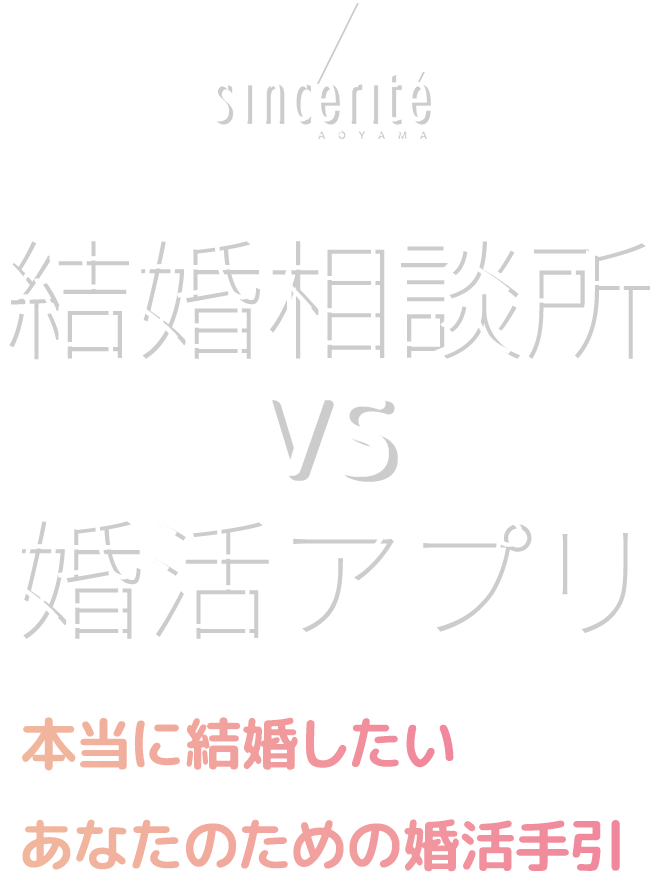 sincerité
AOYAMA
結婚相談所
VS
婚活アプリ
本当に結婚したい
あなたのための婚活手引